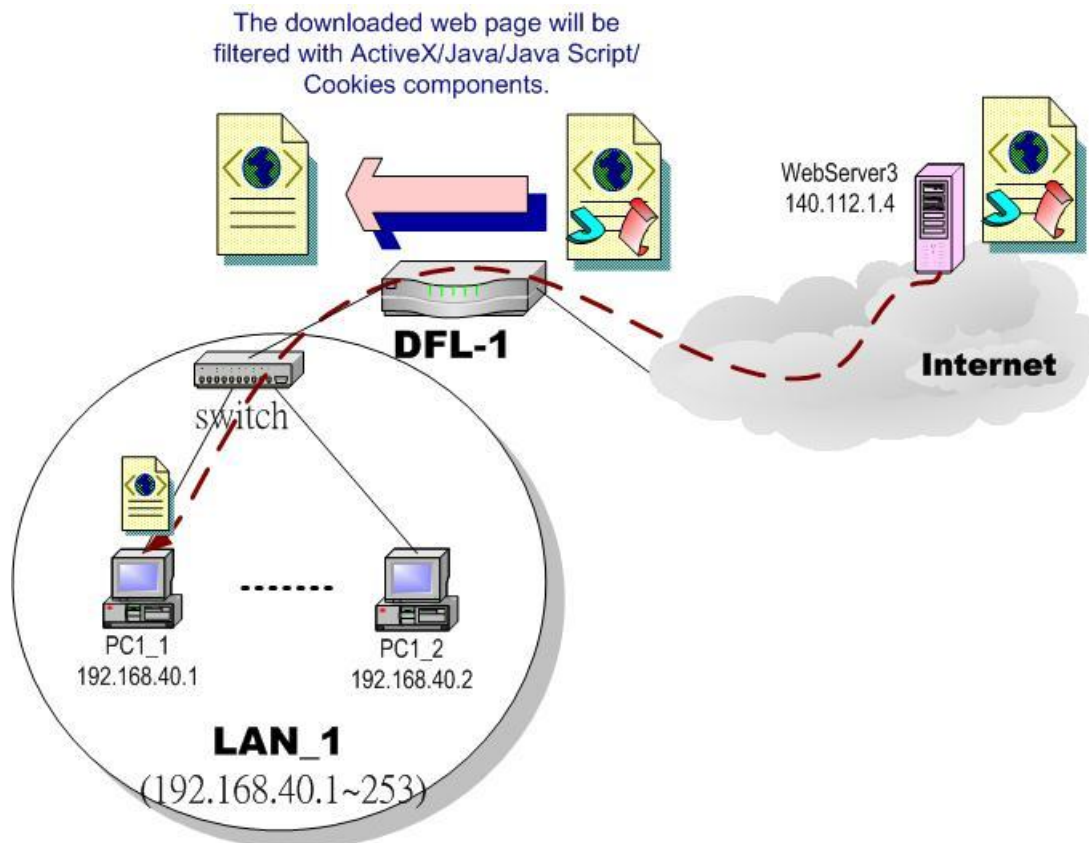 The downloaded web page will be
filtered with ActiveX/Java/Java Script/
Cookies components.
WebServer3
140.112.1.4
DFL-1
Internet
switch
PC1_1
192.168.40.1
PC1_2
192.168.40.2
LAN_1
(192.168.40.1~253)